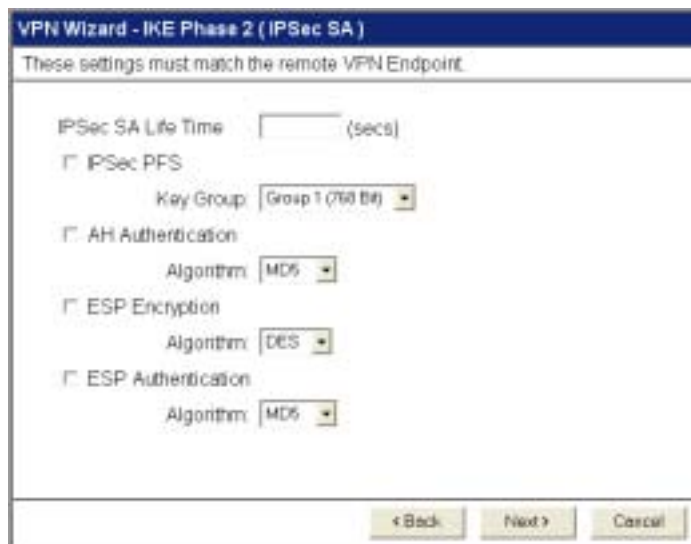 VPN Wizard - IKE Phase 2 ( IPSec SA )
These settings must match the remote VPN Endpoint.
IPSec SA Life Time (secs)
IPSec PFS
Key Group: Group 1 (768 Bit)
AH Authentication
Algorithm: MD5
ESP Encryption
Algorithm: DES
ESP Authentication
Algorithm: MD5
< Back Next > Cancel